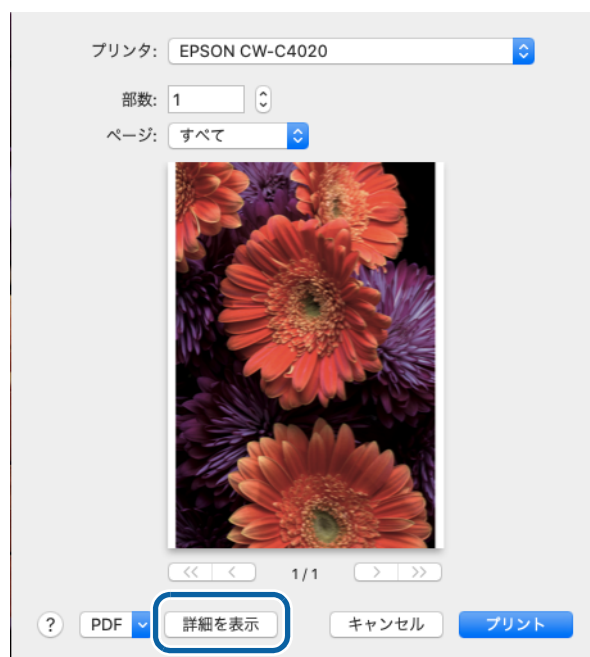 プリンタ: EPSON CW-C4020
部数: 1
ページ: すべて
<< < 1/1 > >>
? PDF 詳細を表示 キャンセル プリント